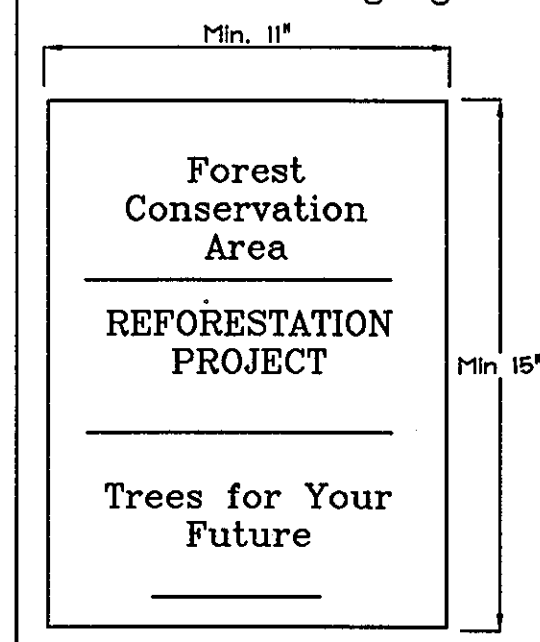 Min. 11"
Forest
Conservation
Area
REFORESTATION
PROJECT
Min 15"
Trees for Your
Future